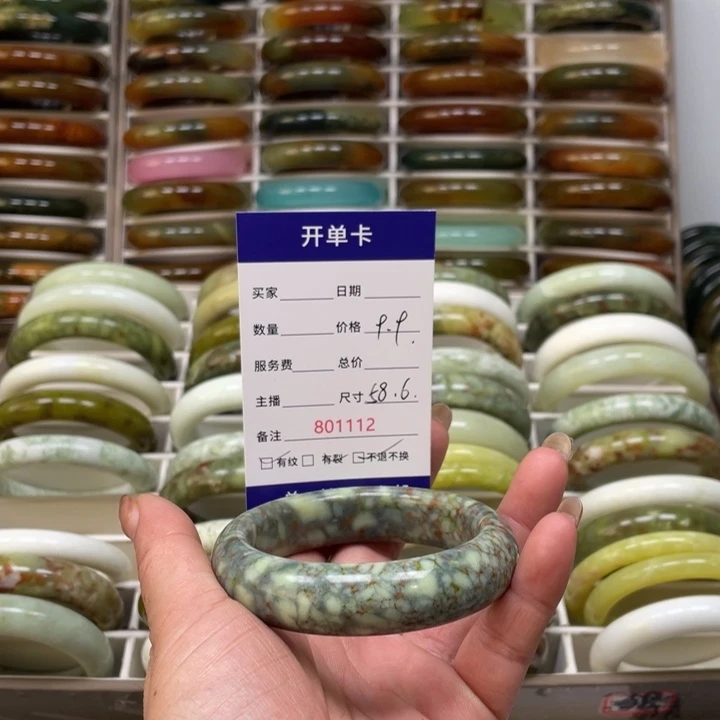 开单卡
买家 日期
数量 价格 9.9.
服务费 总价
主播 尺寸 58.6.
备注 801112
有纹 有裂 不退不换